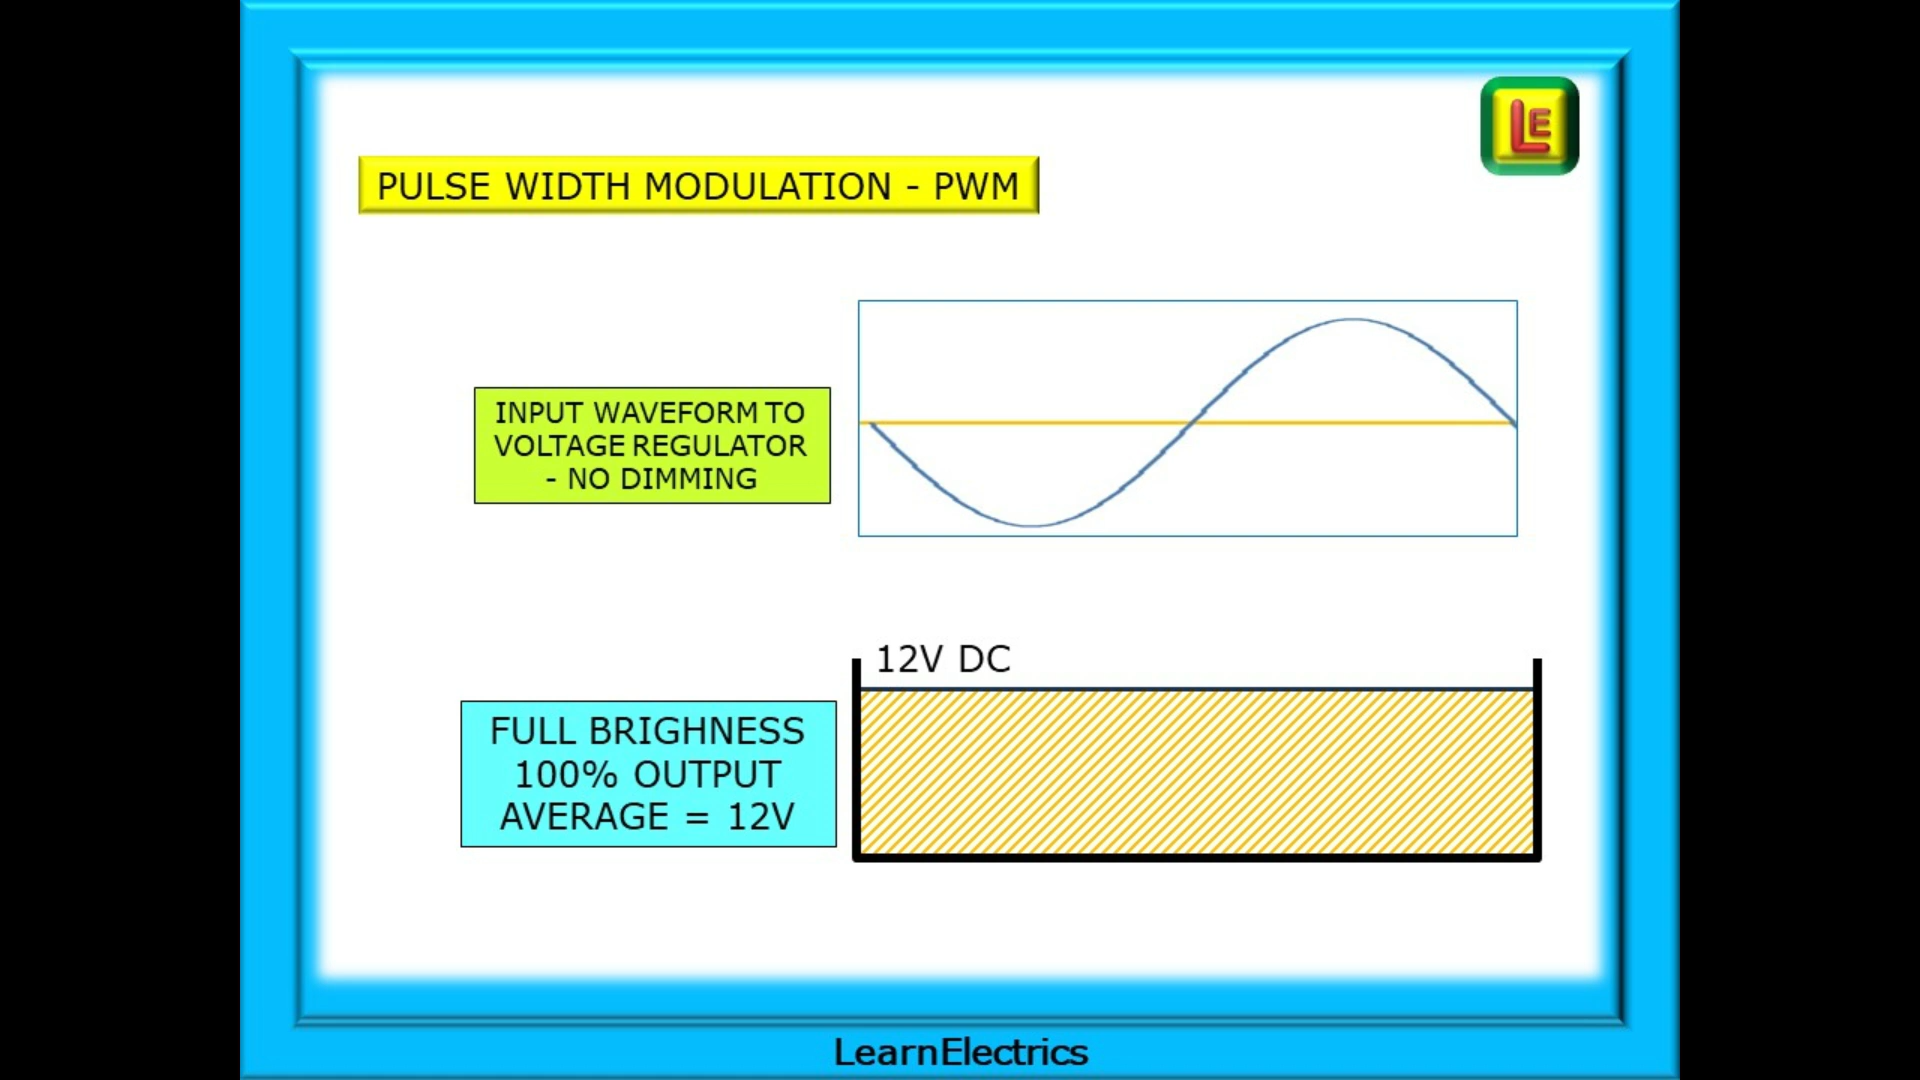 LE
PULSE WIDTH MODULATION - PWM
INPUT WAVEFORM TO
VOLTAGE REGULATOR
- NO DIMMING
12V DC
FULL BRIGHNESS
100% OUTPUT
AVERAGE = 12V
LearnElectrics